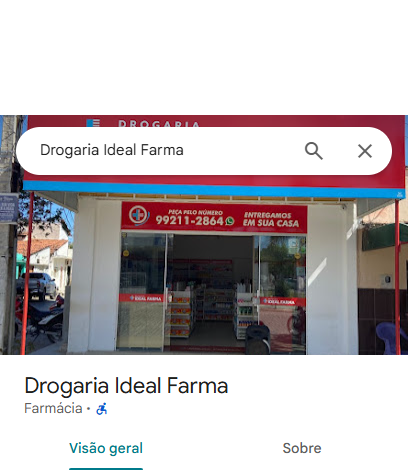 DROGARIA
Drogaria Ideal Farma
PEÇA PELO NÚMERO
99211-2864
ENTREGAMOS
EM SUA CASA
IDEAL FARMA
IDEAL FARMA
Drogaria Ideal Farma
Farmácia ·
Visão geral
Sobre